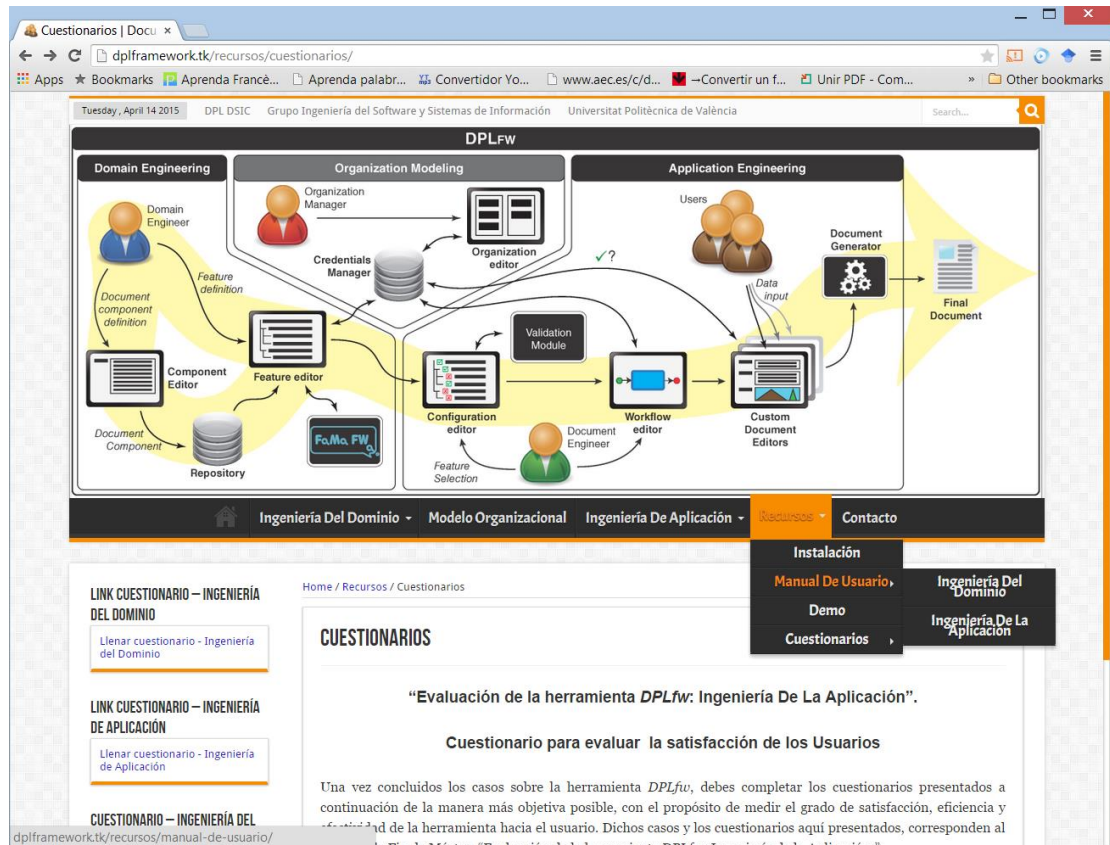 Cuestionarios | Docu
dplframework.tk/recursos/cuestionarios/
Apps Bookmarks Aprenda Francè... Aprenda palabr... Convertidor Yo... www.aec.es/c/d... →Convertir un f... Unir PDF - Com... » Other bookmarks
Tuesday , April 14 2015 DPL DSIC Grupo Ingeniería del Software y Sistemas de Información Universitat Politècnica de València Search...
DPLFW
Domain Engineering
Organization Modeling
Application Engineering
Domain
Engineer
Organization
Manager
Users
Document
Generator
Credentials
Manager
Organization
editor
✓?
Feature
definition
Document
component
definition
Data
input
Final
Document
Validation
Module
Component
Editor
Feature editor
Configuration
editor
Workflow
editor
Custom
Document
Editors
Document
Engineer
Document
Component
FaMa FW
Feature
Selection
Repository
Ingeniería Del Dominio Modelo Organizacional Ingeniería De Aplicación Recursos Contacto
Instalación
Manual De Usuario
Demo
Cuestionarios
Ingeniería Del
Dominio
Ingeniería De La
Aplicación
LINK CUESTIONARIO – INGENIERÍA
DEL DOMINIO
Llenar cuestionario - Ingeniería
del Dominio
LINK CUESTIONARIO – INGENIERÍA
DE APLICACIÓN
Llenar cuestionario - Ingeniería
de Aplicación
CUESTIONARIO – INGENIERÍA DEL
Home / Recursos / Cuestionarios
CUESTIONARIOS
“Evaluación de la herramienta DPLfw: Ingeniería De La Aplicación”.
Cuestionario para evaluar la satisfacción de los Usuarios
Una vez concluidos los casos sobre la herramienta DPLfw, debes completar los cuestionarios presentados a
continuación de la manera más objetiva posible, con el propósito de medir el grado de satisfacción, eficiencia y
de la herramienta hacia el usuario. Dichos casos y los cuestionarios aquí presentados, corresponden al
dplframework.tk/recursos/manual-de-usuario/